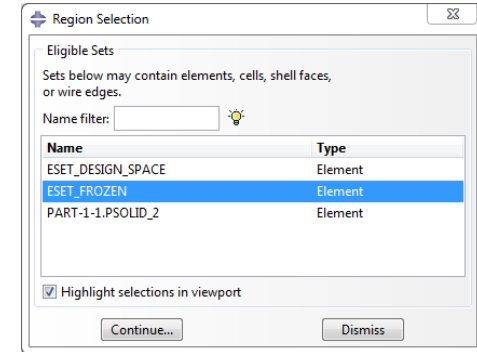 Region Selection
Eligible Sets
Sets below may contain elements, cells, shell faces,
or wire edges.
Name filter:
Name Type
ESET_DESIGN_SPACE Element
ESET_FROZEN Element
PART-1-1.PSOLID_2 Element
Highlight selections in viewport
Continue... Dismiss